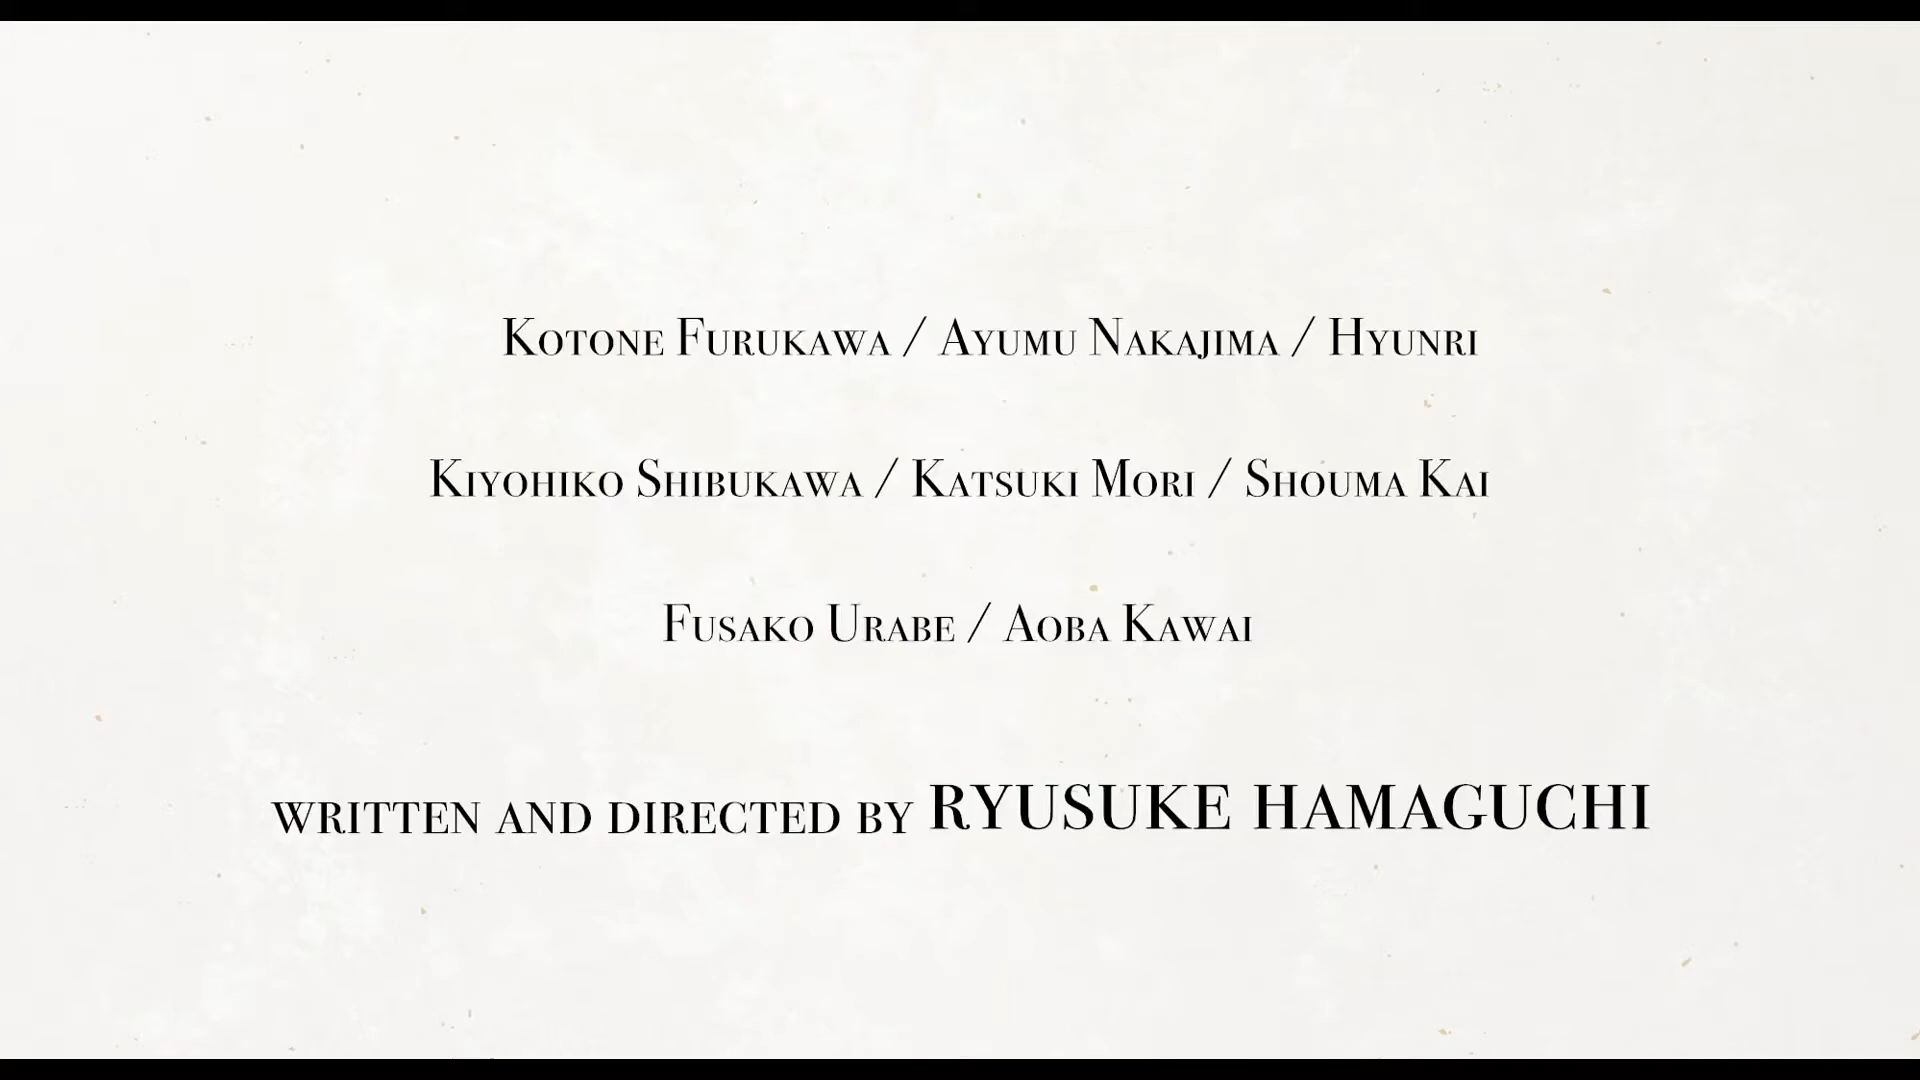 Kotone Furukawa / Ayumu Nakajima / Hyunri
Kiyohiko Shibukawa / Katsuki Mori / Shouma Kai
Fusako Urabe / Aoba Kawai
written and directed by RYUSUKE HAMAGUCHI